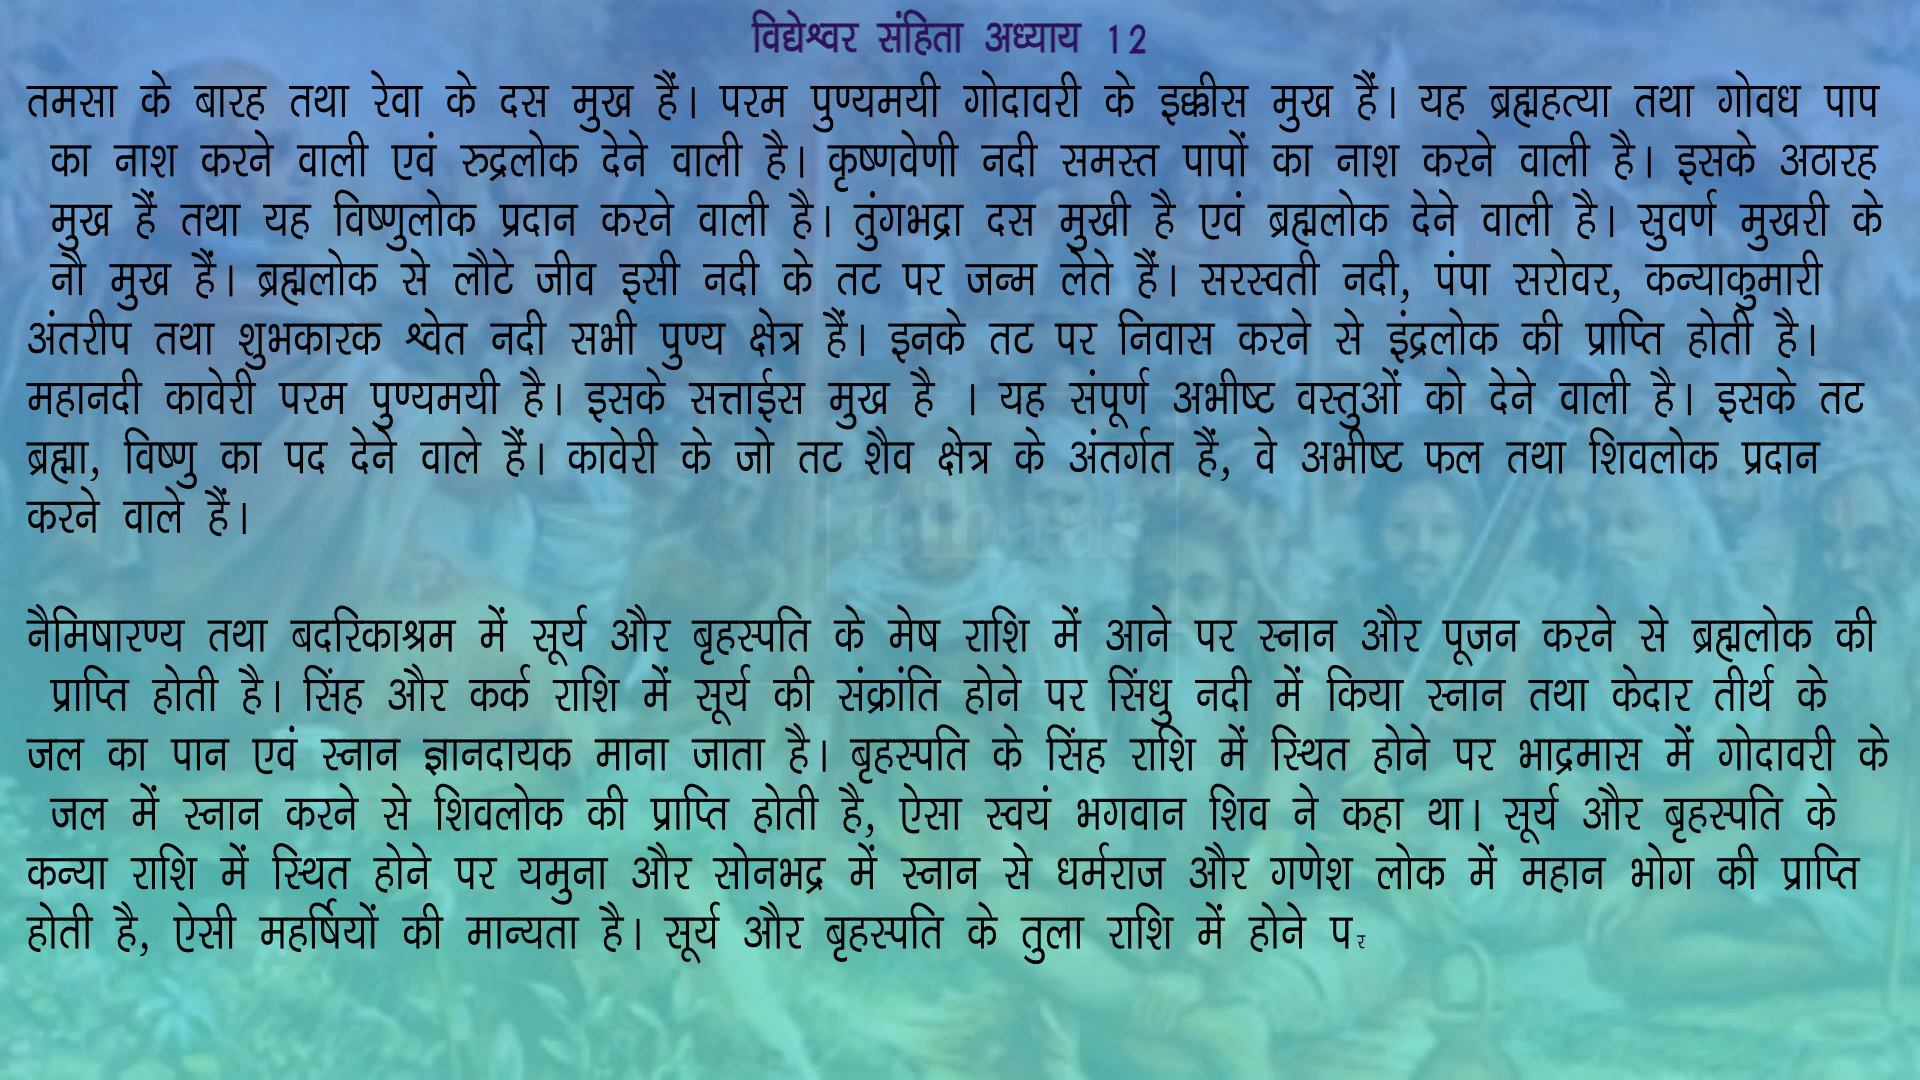 विद्येश्वर संहिता अध्याय 12
तमसा के बारह तथा रेवा के दस मुख हैं। परम पुण्यमयी गोदावरी के इक्कीस मुख हैं। यह ब्रह्महत्या तथा गोवध पाप
का नाश करने वाली एवं रुद्रलोक देने वाली है। कृष्णवेणी नदी समस्त पापों का नाश करने वाली है। इसके अठारह
मुख हैं तथा यह विष्णुलोक प्रदान करने वाली है। तुंगभद्रा दस मुखी है एवं ब्रह्मलोक देने वाली है। सुवर्ण मुखरी के
नौ मुख हैं। ब्रह्मलोक से लौटे जीव इसी नदी के तट पर जन्म लेते हैं। सरस्वती नदी, पंपा सरोवर, कन्याकुमारी
अंतरीप तथा शुभकारक श्वेत नदी सभी पुण्य क्षेत्र हैं। इनके तट पर निवास करने से इंद्रलोक की प्राप्ति होती है।
महानदी कावेरी परम पुण्यमयी है। इसके सत्ताईस मुख है । यह संपूर्ण अभीष्ट वस्तुओं को देने वाली है। इसके तट
ब्रह्मा, विष्णु का पद देने वाले हैं। कावेरी के जो तट शैव क्षेत्र के अंतर्गत हैं, वे अभीष्ट फल तथा शिवलोक प्रदान
करने वाले हैं।
itihaas
नैमिषारण्य तथा बदरिकाश्रम में सूर्य और बृहस्पति के मेष राशि में आने पर स्नान और पूजन करने से ब्रह्मलोक की
प्राप्ति होती है। सिंह और कर्क राशि में सूर्य की संक्रांति होने पर सिंधु नदी में किया स्नान तथा केदार तीर्थ के
जल का पान एवं स्नान ज्ञानदायक माना जाता है। बृहस्पति के सिंह राशि में स्थित होने पर भाद्रमास में गोदावरी के
जल में स्नान करने से शिवलोक की प्राप्ति होती है, ऐसा स्वयं भगवान शिव ने कहा था। सूर्य और बृहस्पति के
कन्या राशि में स्थित होने पर यमुना और सोनभद्र में स्नान से धर्मराज और गणेश लोक में महान भोग की प्राप्ति
होती है, ऐसी महर्षियों की मान्यता है। सूर्य और बृहस्पति के तुला राशि में होने पर